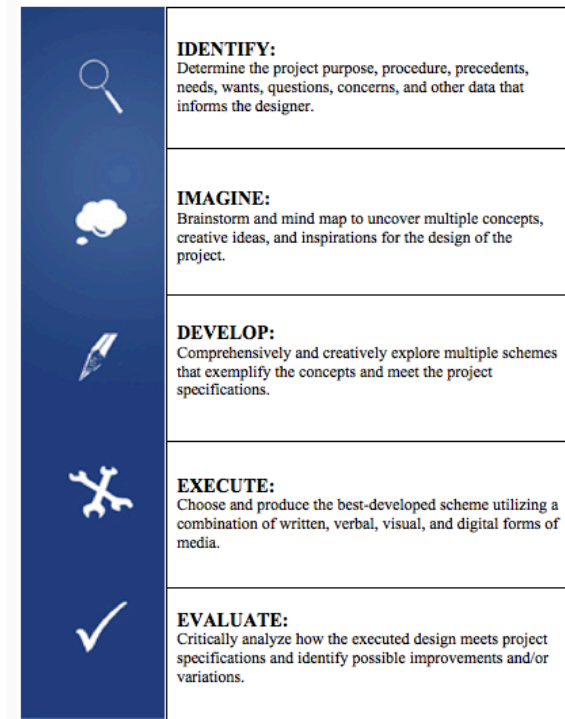 IDENTIFY:
Determine the project purpose, procedure, precedents,
needs, wants, questions, concerns, and other data that
informs the designer.
IMAGINE:
Brainstorm and mind map to uncover multiple concepts,
creative ideas, and inspirations for the design of the
project.
DEVELOP:
Comprehensively and creatively explore multiple schemes
that exemplify the concepts and meet the project
specifications.
EXECUTE:
Choose and produce the best-developed scheme utilizing a
combination of written, verbal, visual, and digital forms of
media.
EVALUATE:
Critically analyze how the executed design meets project
specifications and identify possible improvements and/or
variations.